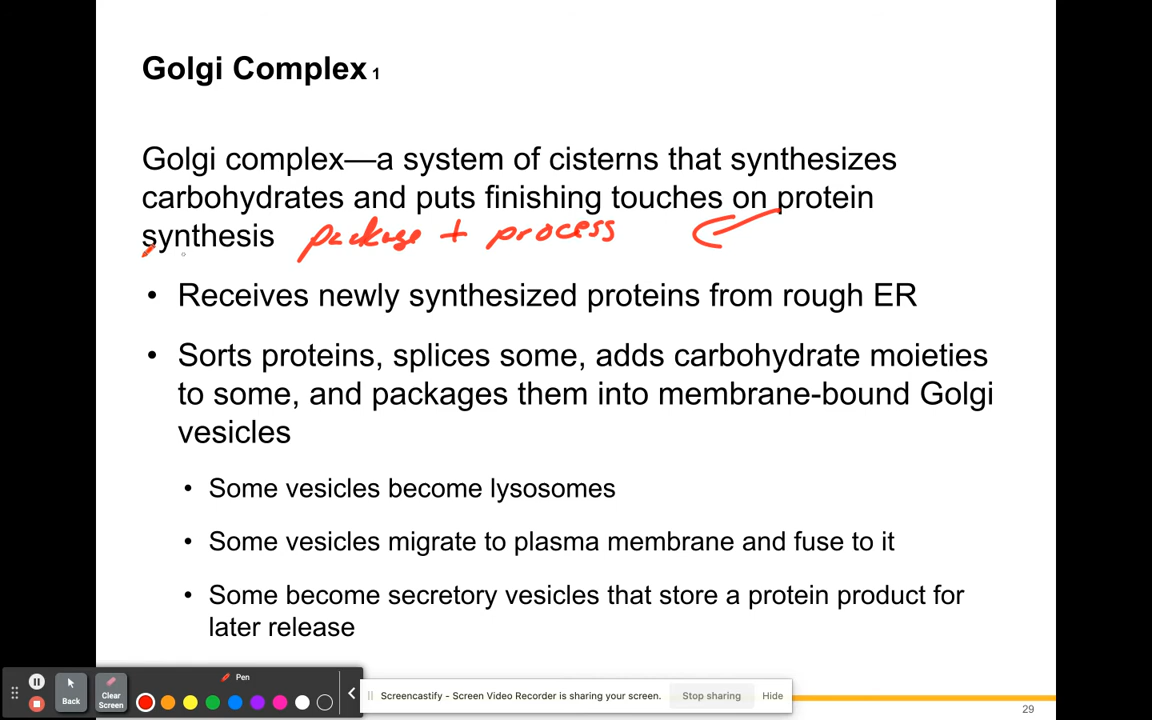 Golgi Complex 1
Golgi complex—a system of cisterns that synthesizes
carbohydrates and puts finishing touches on protein
synthesis package + process
• Receives newly synthesized proteins from rough ER
• Sorts proteins, splices some, adds carbohydrate moieties
to some, and packages them into membrane-bound Golgi
vesicles
• Some vesicles become lysosomes
• Some vesicles migrate to plasma membrane and fuse to it
• Some become secretory vesicles that store a protein product for
later release
Pen
Back
Clear
Screen
Screencastify - Screen Video Recorder is sharing your screen. Stop sharing Hide
29